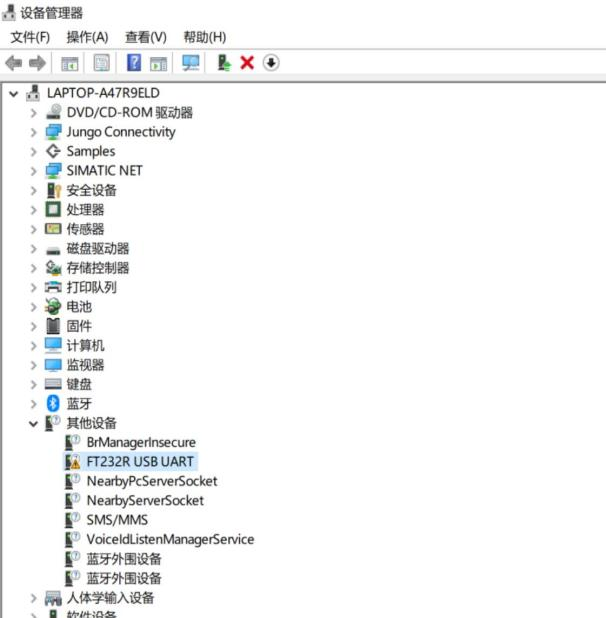 设备管理器
文件(F) 操作(A) 查看(V) 帮助(H)
LAPTOP-A47R9ELD
DVD/CD-ROM 驱动器
Jungo Connectivity
Samples
SIMATIC NET
安全设备
处理器
传感器
磁盘驱动器
存储控制器
打印队列
电池
固件
计算机
监视器
键盘
蓝牙
其他设备
BrManagerInsecure
FT232R USB UART
NearbyPcServerSocket
NearbyServerSocket
SMS/MMS
VoiceIdListenManagerService
蓝牙外围设备
蓝牙外围设备
人体学输入设备
软件设备